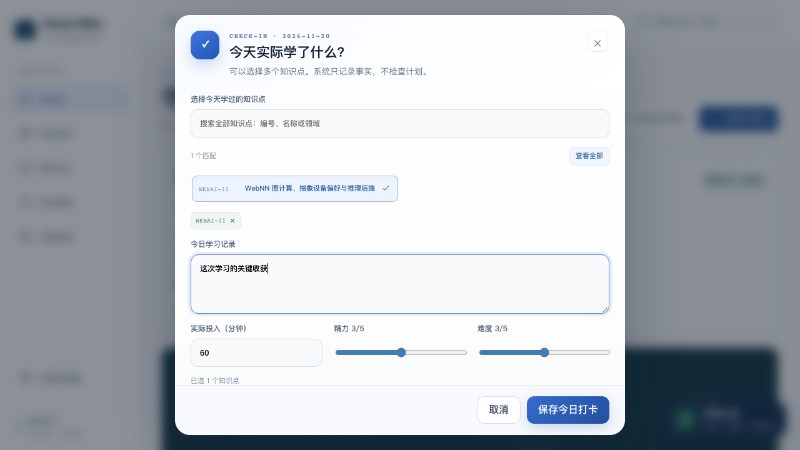 CHECK-IN · 2026-11-20
今天实际学了什么?
可以选择多个知识点。系统只记录事实，不检查计划。
选择今天学过的知识点
搜索全部知识点：编号、名称或领域
1 个匹配
查看全部
WEBAI-11 WebNN 图计算、抽象设备偏好与推理后端 ✓
WEBAI-11 ×
今日学习记录
这次学习的关键收获
实际投入（分钟） 精力 3/5 难度 3/5
60
已选 1 个知识点
取消 保存今日打卡